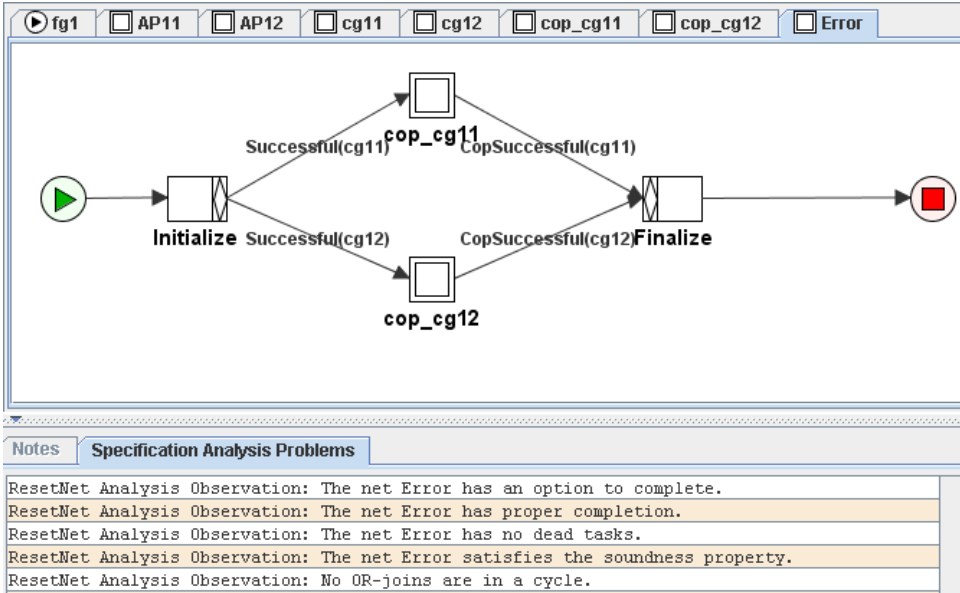 fg1 AP11 AP12 cg11 cg12 cop_cg11 cop_cg12 Error
cop_cg11
Successful(cg11) CopSuccessful(cg11)
Initialize Successful(cg12) CopSuccessful(cg12) Finalize
cop_cg12
Notes Specification Analysis Problems
ResetNet Analysis Observation: The net Error has an option to complete.
ResetNet Analysis Observation: The net Error has proper completion.
ResetNet Analysis Observation: The net Error has no dead tasks.
ResetNet Analysis Observation: The net Error satisfies the soundness property.
ResetNet Analysis Observation: No OR-joins are in a cycle.